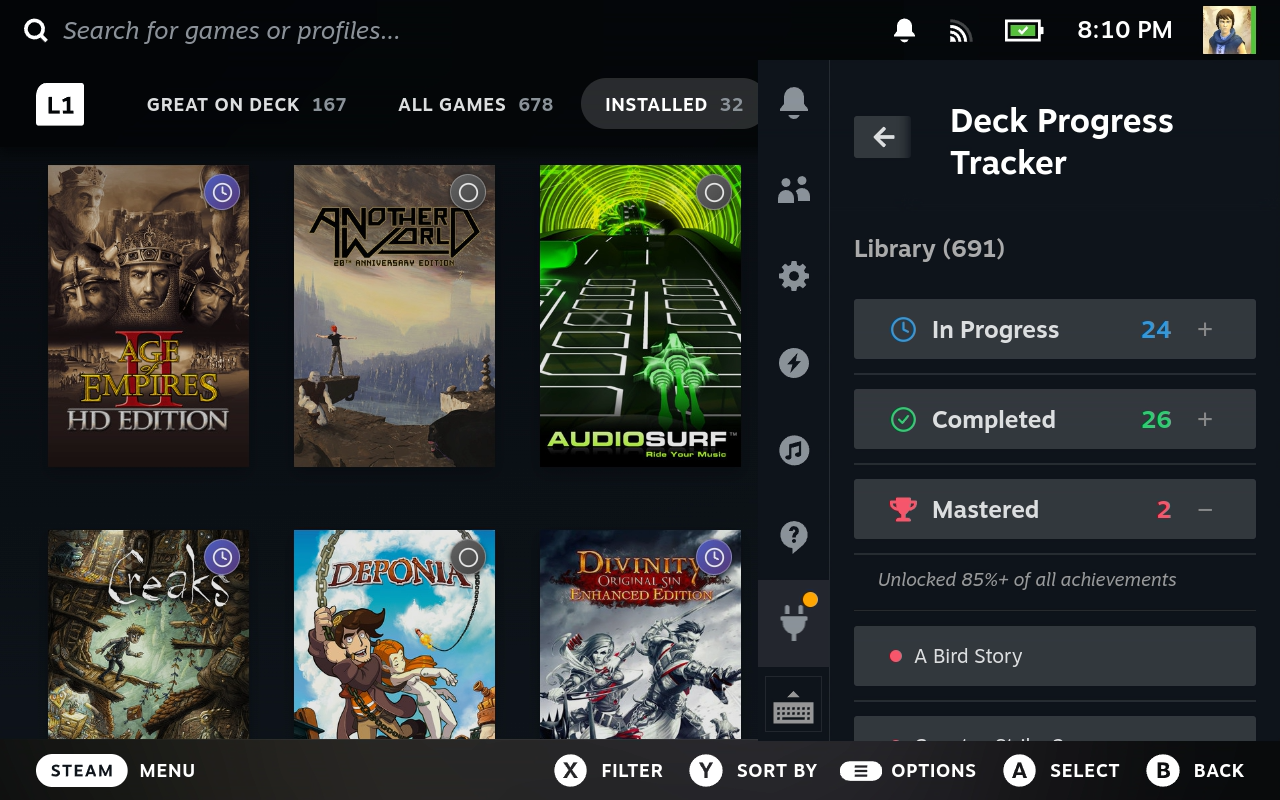 Search for games or profiles...
8:10 PM
L1
GREAT ON DECK 167
ALL GAMES 678
INSTALLED 32
AGE
of
EMPIRES
II
HD EDITION
ANOTHER
WORLD
20TH ANNIVERSARY EDITION
AUDIOSURF™
Ride Your Music
Creaks
DEPONIA
DIVINITY
ORIGINAL SIN
ENHANCED EDITION
Deck Progress
Tracker
Library (691)
In Progress 24 +
Completed 26 +
Mastered 2 −
Unlocked 85%+ of all achievements
A Bird Story
STEAM MENU
X FILTER
Y SORT BY
OPTIONS
A SELECT
B BACK